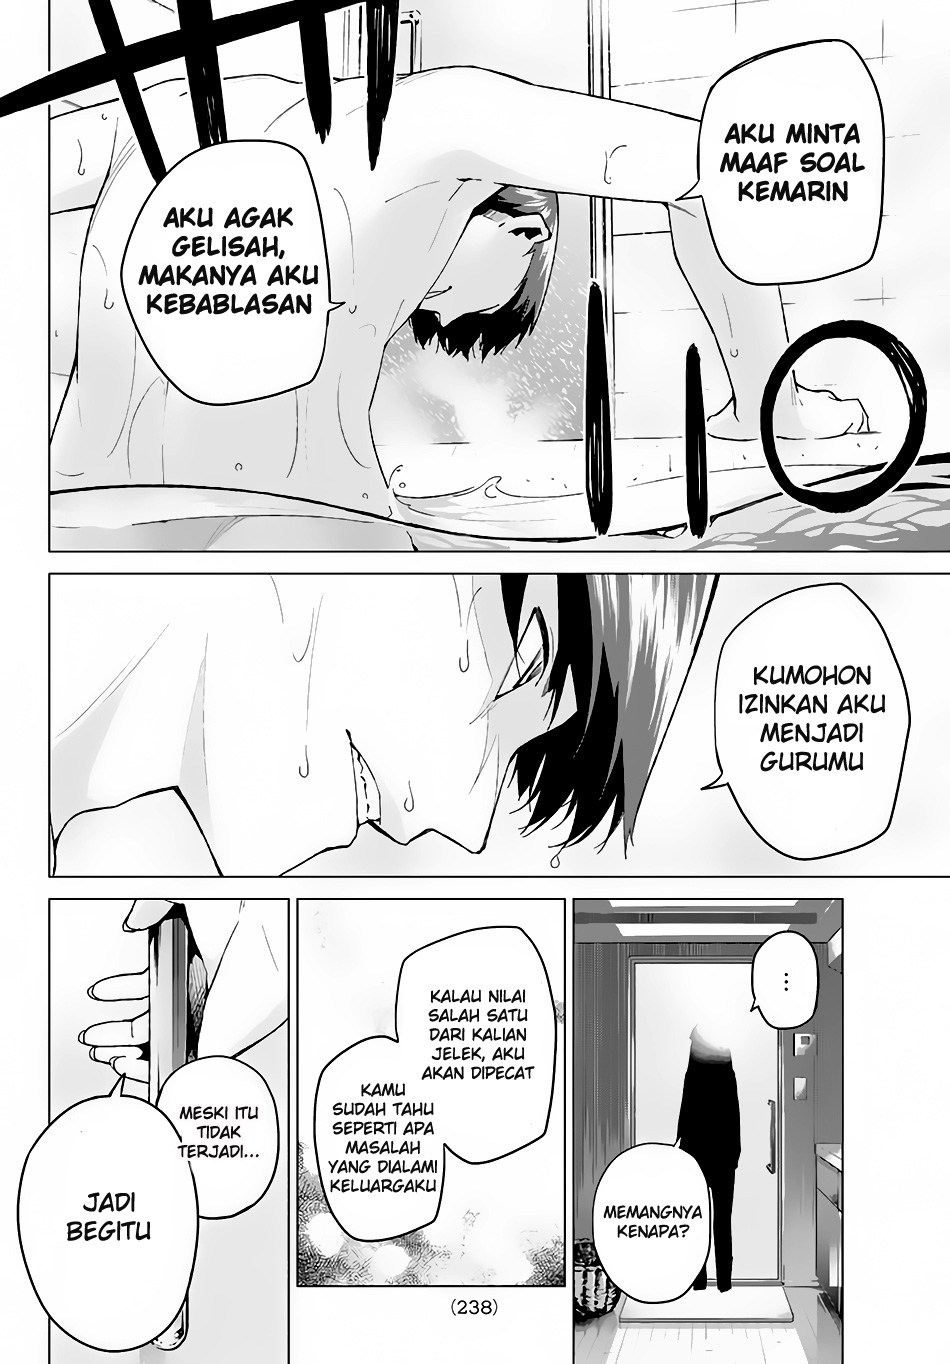 AKU MINTA
MAAF SOAL
KEMARIN
AKU AGAK
GELISAH,
MAKANYA AKU
KEBABLASAN
KUMOHON
IZINKAN AKU
MENJADI
GURUMU
...
MEMANGNYA
KENAPA?
KALAU NILAI
SALAH SATU
DARI KALIAN
JELEK, AKU
AKAN DIPECAT
KAMU
SUDAH TAHU
SEPERTI APA
MASALAH
YANG DIALAMI
KELUARGAKU
MESKI ITU
TIDAK
TERJADI...
JADI
BEGITU
(238)